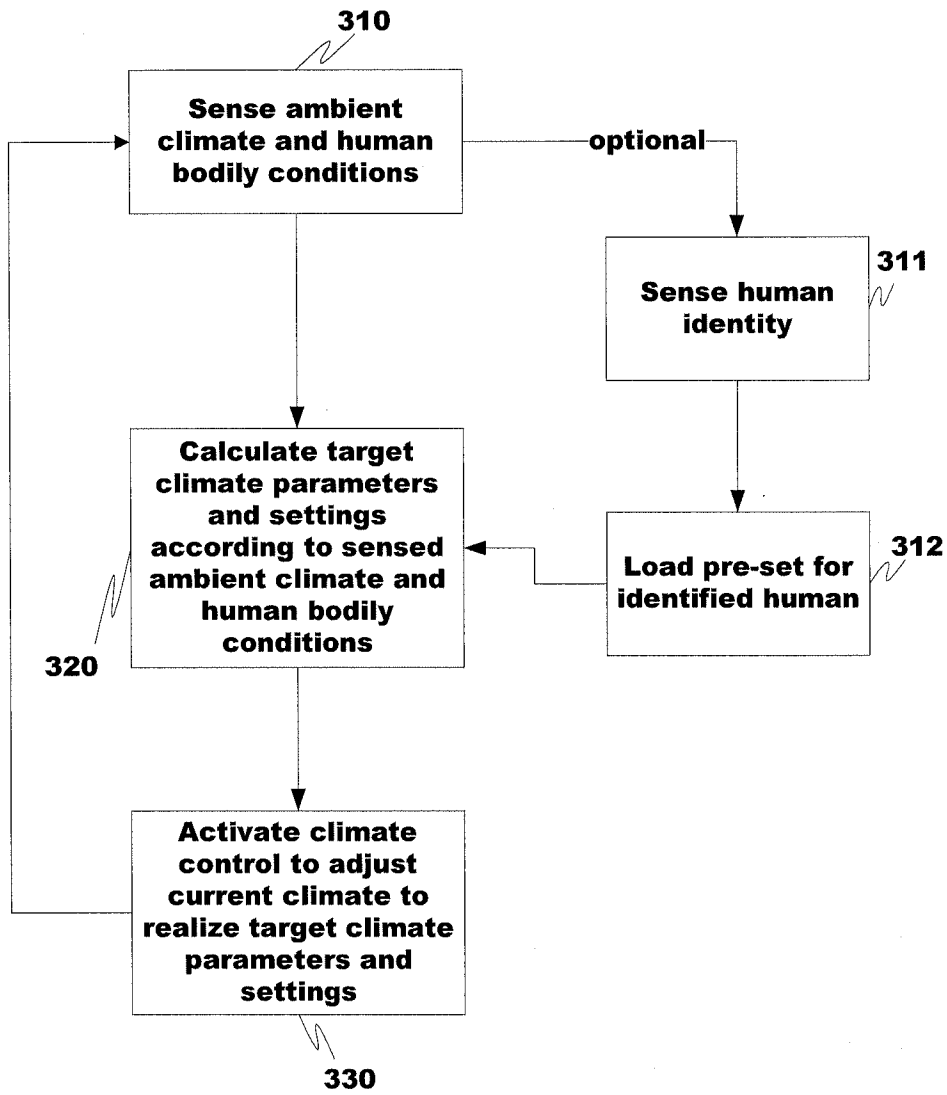 310
Sense ambient
climate and human
bodily conditions
optional
311
Sense human
identity
Calculate target
climate parameters
and settings
according to sensed
ambient climate and
human bodily
conditions
320
312
Load pre-set for
identified human
Activate climate
control to adjust
current climate to
realize target climate
parameters and
settings
330